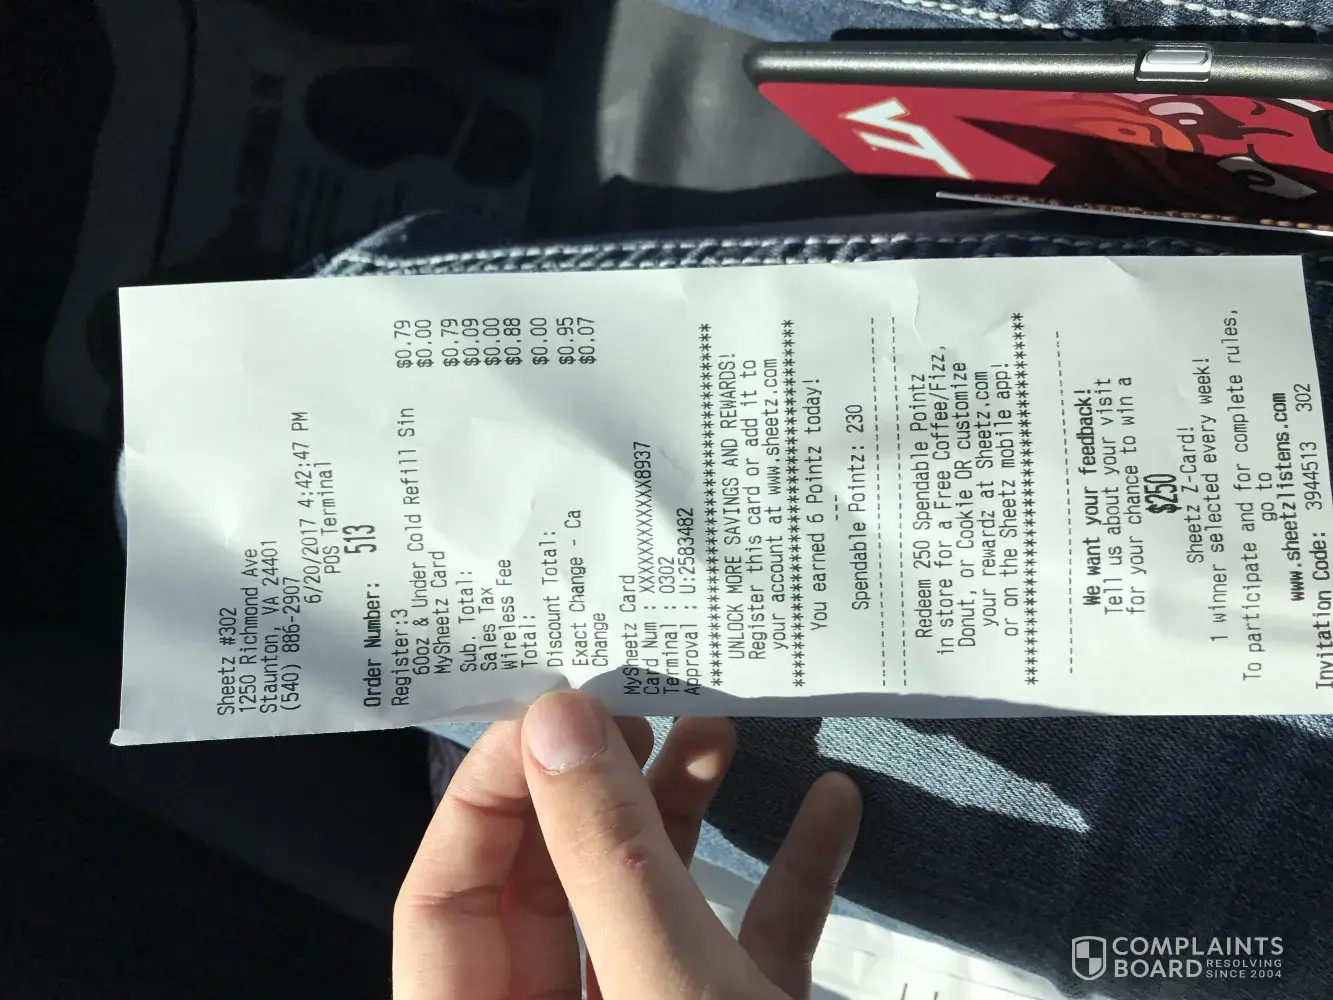 Sheetz #302
1250 Richmond Ave
Staunton, VA 24401
(540) 886-2907
6/20/2017 4:42:47 PM
POS Terminal
Order Number: 513
Register:3
60oz & Under Cold Refill Sin $0.79
MySheetz Card $0.00
Sub. Total: $0.79
Sales Tax $0.09
Wireless Fee $0.00
Total: $0.88
Discount Total: $0.00
Exact Change - Ca $0.95
Change $0.07
MySheetz Card
Card Num : XXXXXXXXXXXXXXX8937
Terminal : 0302
Approval : U:2583482
****************************************
UNLOCK MORE SAVINGS AND REWARDS!
Register this card or add it to
your account at www.sheetz.com
****************************************
You earned 6 Pointz today!
---
Spendable Pointz: 230
----------------------------------------
----------------------------------------
Redeem 250 Spendable Pointz
in store for a Free Coffee/Fizz,
Donut, or Cookie OR customize
your rewardz at Sheetz.com
or on the Sheetz mobile app!
****************************************
----------------------------------------
We want your feedback!
Tell us about your visit
for your chance to win a
$250
Sheetz Z-Card!
1 winner selected every week!
To participate and for complete rules,
go to
www.sheetzlistens.com
Invitation Code: 3944513 302
VT
COMPLAINTS
BOARD RESOLVING
SINCE 2004